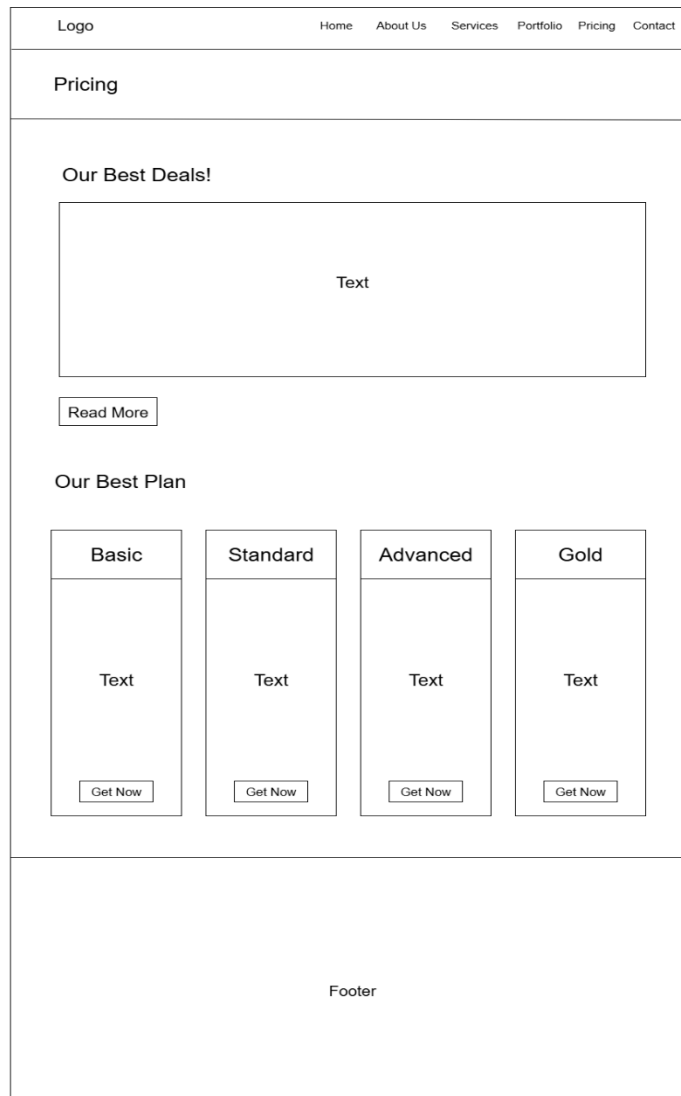 Logo Home About Us Services Portfolio Pricing Contact
Pricing
Our Best Deals!
Text
Read More
Our Best Plan
Basic Standard Advanced Gold
Text Text Text Text
Get Now Get Now Get Now Get Now
Footer